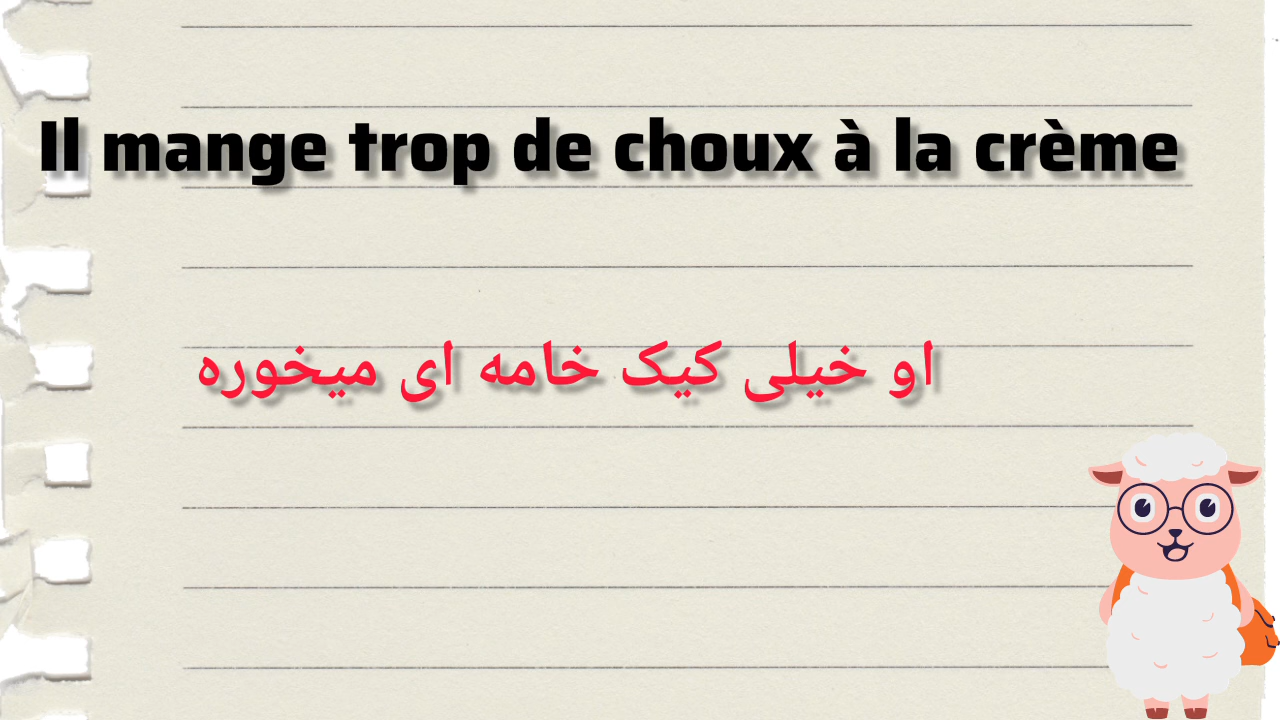 Il mange trop de choux à la crème
او خیلی کیک خامه ای میخوره